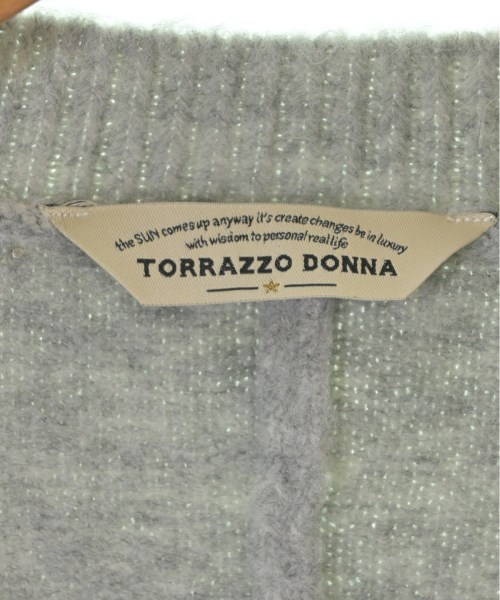 the SUN comes up anyway it's create changes be in luxury
with wisdom to personal real life
TORRAZZO DONNA